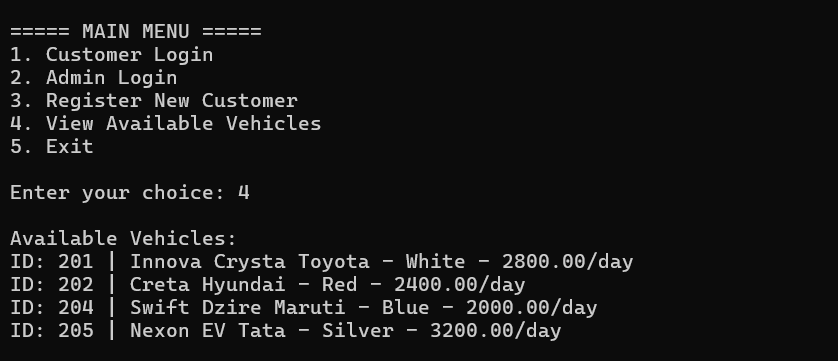 ===== MAIN MENU =====
1. Customer Login
2. Admin Login
3. Register New Customer
4. View Available Vehicles
5. Exit
Enter your choice: 4
Available Vehicles:
ID: 201 | Innova Crysta Toyota - White - 2800.00/day
ID: 202 | Creta Hyundai - Red - 2400.00/day
ID: 204 | Swift Dzire Maruti - Blue - 2000.00/day
ID: 205 | Nexon EV Tata - Silver - 3200.00/day